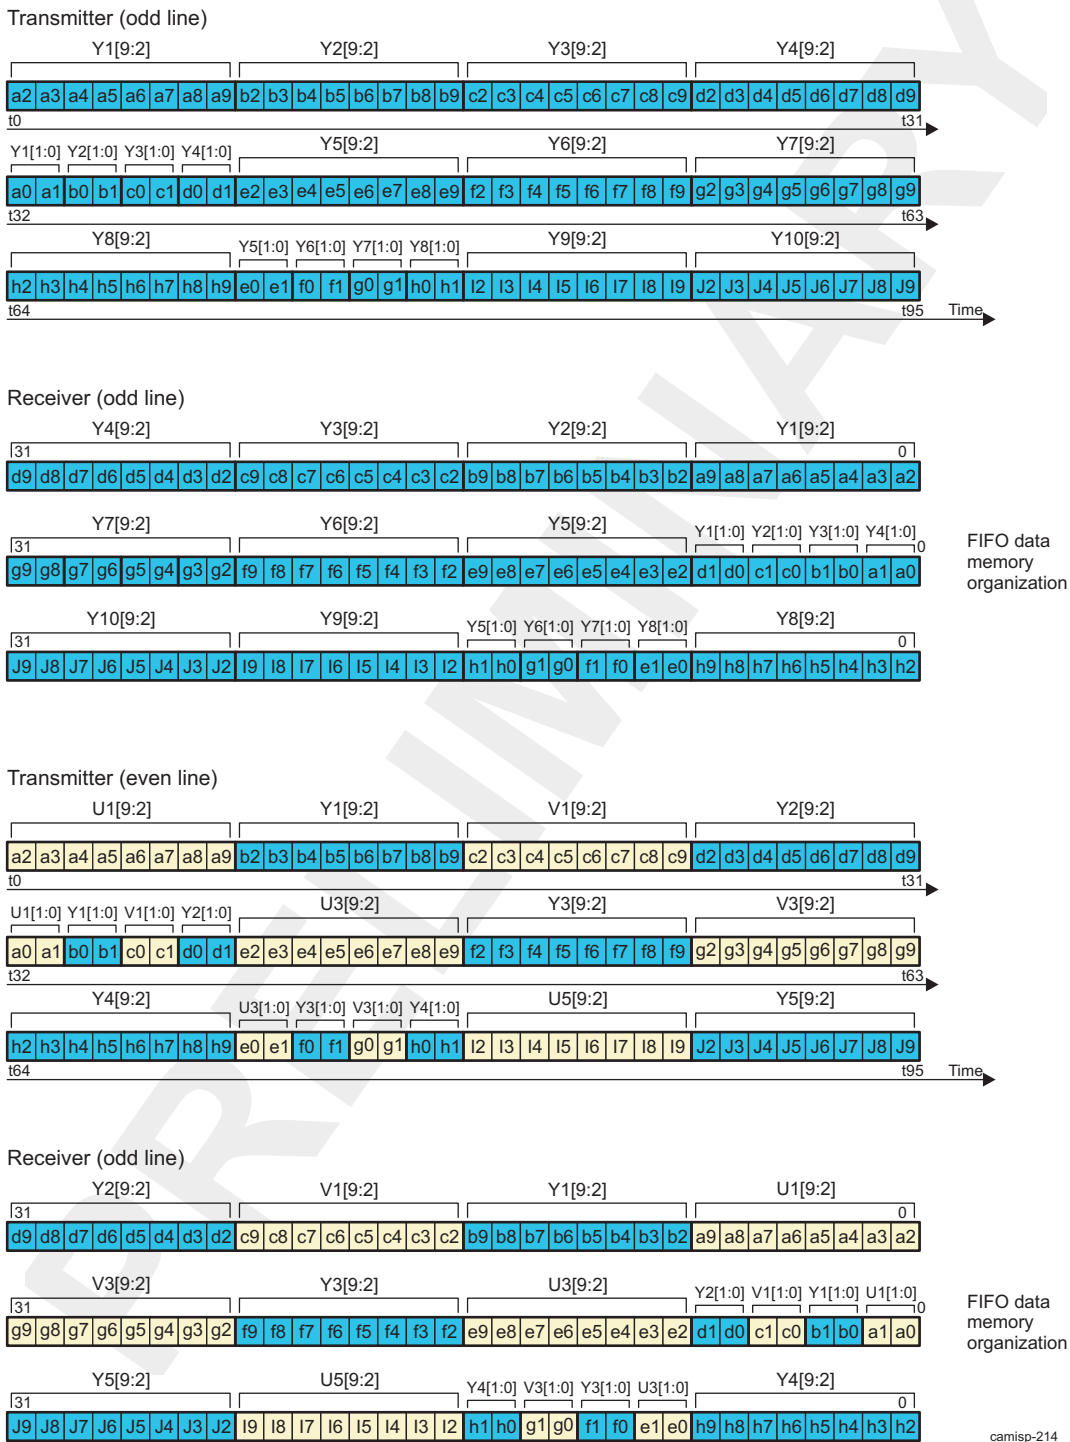 Transmitter (odd line)
Y1[9:2] Y2[9:2] Y3[9:2] Y4[9:2]
a2 a3 a4 a5 a6 a7 a8 a9 b2 b3 b4 b5 b6 b7 b8 b9 c2 c3 c4 c5 c6 c7 c8 c9 d2 d3 d4 d5 d6 d7 d8 d9
t0 t31
Y1[1:0] Y2[1:0] Y3[1:0] Y4[1:0] Y5[9:2] Y6[9:2] Y7[9:2]
a0 a1 b0 b1 c0 c1 d0 d1 e2 e3 e4 e5 e6 e7 e8 e9 f2 f3 f4 f5 f6 f7 f8 f9 g2 g3 g4 g5 g6 g7 g8 g9
t32 t63
Y8[9:2] Y5[1:0] Y6[1:0] Y7[1:0] Y8[1:0] Y9[9:2] Y10[9:2]
h2 h3 h4 h5 h6 h7 h8 h9 e0 e1 f0 f1 g0 g1 h0 h1 I2 I3 I4 I5 I6 I7 I8 I9 J2 J3 J4 J5 J6 J7 J8 J9
t64 t95 Time
Receiver (odd line)
Y4[9:2] Y3[9:2] Y2[9:2] Y1[9:2]
31 0
d9 d8 d7 d6 d5 d4 d3 d2 c9 c8 c7 c6 c5 c4 c3 c2 b9 b8 b7 b6 b5 b4 b3 b2 a9 a8 a7 a6 a5 a4 a3 a2
Y7[9:2] Y6[9:2] Y5[9:2] Y1[1:0] Y2[1:0] Y3[1:0] Y4[1:0]
31 0
g9 g8 g7 g6 g5 g4 g3 g2 f9 f8 f7 f6 f5 f4 f3 f2 e9 e8 e7 e6 e5 e4 e3 e2 d1 d0 c1 c0 b1 b0 a1 a0
FIFO data
memory
organization
Y10[9:2] Y9[9:2] Y5[1:0] Y6[1:0] Y7[1:0] Y8[1:0] Y8[9:2]
31 0
J9 J8 J7 J6 J5 J4 J3 J2 I9 I8 I7 I6 I5 I4 I3 I2 h1 h0 g1 g0 f1 f0 e1 e0 h9 h8 h7 h6 h5 h4 h3 h2
Transmitter (even line)
U1[9:2] Y1[9:2] V1[9:2] Y2[9:2]
a2 a3 a4 a5 a6 a7 a8 a9 b2 b3 b4 b5 b6 b7 b8 b9 c2 c3 c4 c5 c6 c7 c8 c9 d2 d3 d4 d5 d6 d7 d8 d9
t0 t31
U1[1:0] Y1[1:0] V1[1:0] Y2[1:0] U3[9:2] Y3[9:2] V3[9:2]
a0 a1 b0 b1 c0 c1 d0 d1 e2 e3 e4 e5 e6 e7 e8 e9 f2 f3 f4 f5 f6 f7 f8 f9 g2 g3 g4 g5 g6 g7 g8 g9
t32 t63
Y4[9:2] U3[1:0] Y3[1:0] V3[1:0] Y4[1:0] U5[9:2] Y5[9:2]
h2 h3 h4 h5 h6 h7 h8 h9 e0 e1 f0 f1 g0 g1 h0 h1 I2 I3 I4 I5 I6 I7 I8 I9 J2 J3 J4 J5 J6 J7 J8 J9
t64 t95 Time
Receiver (odd line)
Y2[9:2] V1[9:2] Y1[9:2] U1[9:2]
31 0
d9 d8 d7 d6 d5 d4 d3 d2 c9 c8 c7 c6 c5 c4 c3 c2 b9 b8 b7 b6 b5 b4 b3 b2 a9 a8 a7 a6 a5 a4 a3 a2
V3[9:2] Y3[9:2] U3[9:2] Y2[1:0] V1[1:0] Y1[1:0] U1[1:0]
31 0
g9 g8 g7 g6 g5 g4 g3 g2 f9 f8 f7 f6 f5 f4 f3 f2 e9 e8 e7 e6 e5 e4 e3 e2 d1 d0 c1 c0 b1 b0 a1 a0
FIFO data
memory
organization
Y5[9:2] U5[9:2] Y4[1:0] V3[1:0] Y3[1:0] U3[1:0] Y4[9:2]
31 0
J9 J8 J7 J6 J5 J4 J3 J2 I9 I8 I7 I6 I5 I4 I3 I2 h1 h0 g1 g0 f1 f0 e1 e0 h9 h8 h7 h6 h5 h4 h3 h2
camisp-214
PRELIMINARY